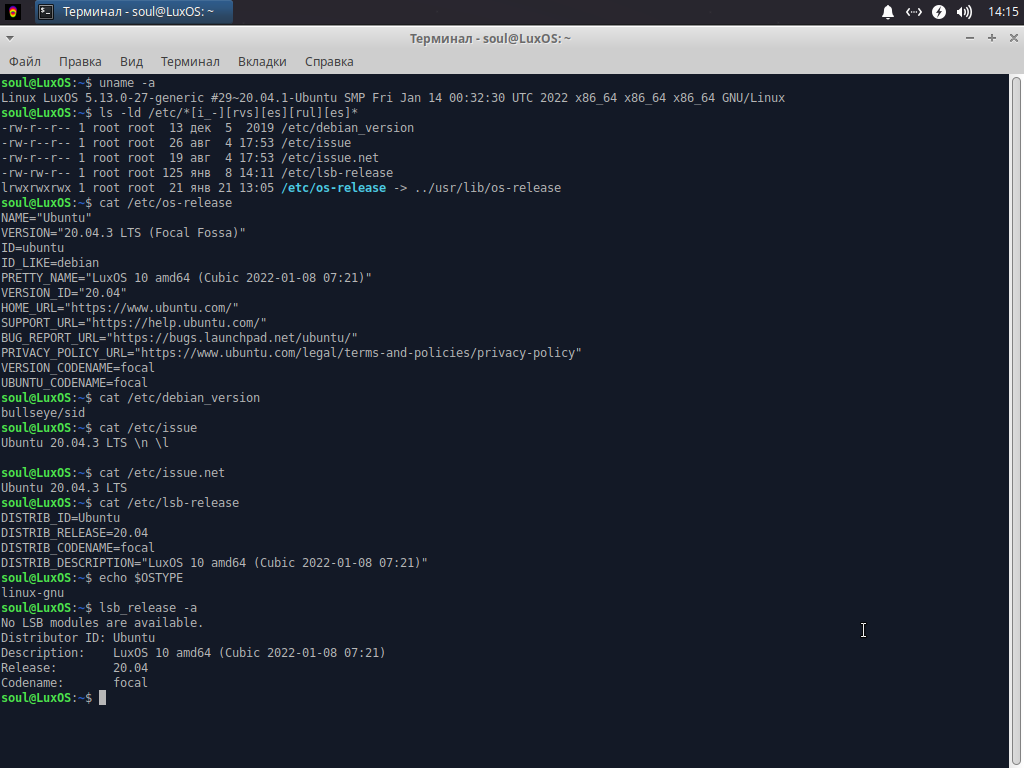 Терминал - soul@LuxOS: ~
14:15
Терминал - soul@LuxOS: ~
Файл Правка Вид Терминал Вкладки Справка
soul@LuxOS:~$ uname -a
Linux LuxOS 5.13.0-27-generic #29~20.04.1-Ubuntu SMP Fri Jan 14 00:32:30 UTC 2022 x86_64 x86_64 x86_64 GNU/Linux
soul@LuxOS:~$ ls -ld /etc/*[i_-][rvs][es][rul][es]*
-rw-r--r-- 1 root root  13 дек  5  2019 /etc/debian_version
-rw-r--r-- 1 root root  26 авг  4 17:53 /etc/issue
-rw-r--r-- 1 root root  19 авг  4 17:53 /etc/issue.net
-rw-rw-r-- 1 root root 125 янв  8 14:11 /etc/lsb-release
lrwxrwxrwx 1 root root  21 янв 21 13:05 /etc/os-release -> ../usr/lib/os-release
soul@LuxOS:~$ cat /etc/os-release
NAME="Ubuntu"
VERSION="20.04.3 LTS (Focal Fossa)"
ID=ubuntu
ID_LIKE=debian
PRETTY_NAME="LuxOS 10 amd64 (Cubic 2022-01-08 07:21)"
VERSION_ID="20.04"
HOME_URL="https://www.ubuntu.com/"
SUPPORT_URL="https://help.ubuntu.com/"
BUG_REPORT_URL="https://bugs.launchpad.net/ubuntu/"
PRIVACY_POLICY_URL="https://www.ubuntu.com/legal/terms-and-policies/privacy-policy"
VERSION_CODENAME=focal
UBUNTU_CODENAME=focal
soul@LuxOS:~$ cat /etc/debian_version
bullseye/sid
soul@LuxOS:~$ cat /etc/issue
Ubuntu 20.04.3 LTS \n \l
soul@LuxOS:~$ cat /etc/issue.net
Ubuntu 20.04.3 LTS
soul@LuxOS:~$ cat /etc/lsb-release
DISTRIB_ID=Ubuntu
DISTRIB_RELEASE=20.04
DISTRIB_CODENAME=focal
DISTRIB_DESCRIPTION="LuxOS 10 amd64 (Cubic 2022-01-08 07:21)"
soul@LuxOS:~$ echo $OSTYPE
linux-gnu
soul@LuxOS:~$ lsb_release -a
No LSB modules are available.
Distributor ID: Ubuntu
Description:    LuxOS 10 amd64 (Cubic 2022-01-08 07:21)
Release:        20.04
Codename:       focal
soul@LuxOS:~$